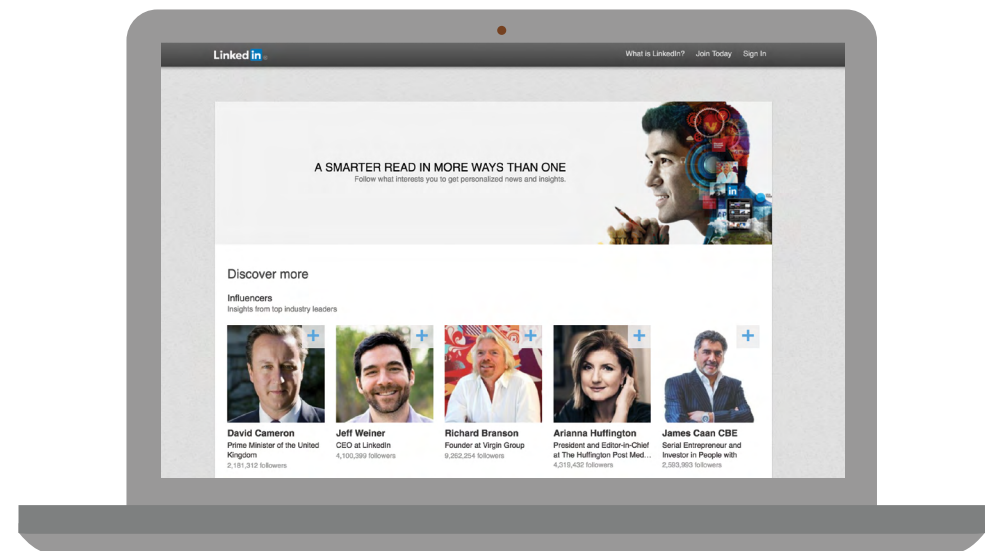 Linked in
What is LinkedIn? Join Today Sign In
A SMARTER READ IN MORE WAYS THAN ONE
Follow what interests you to get personalized news and insights.
in
Discover more
Influencers
Insights from top industry leaders
David Cameron
Prime Minister of the United
Kingdom
2,181,312 followers
Jeff Weiner
CEO at LinkedIn
4,100,399 followers
Richard Branson
Founder at Virgin Group
9,262,254 followers
Arianna Huffington
President and Editor-in-Chief
at The Huffington Post Med...
4,319,432 followers
James Caan CBE
Serial Entrepreneur and
Investor in People with
2,593,993 followers